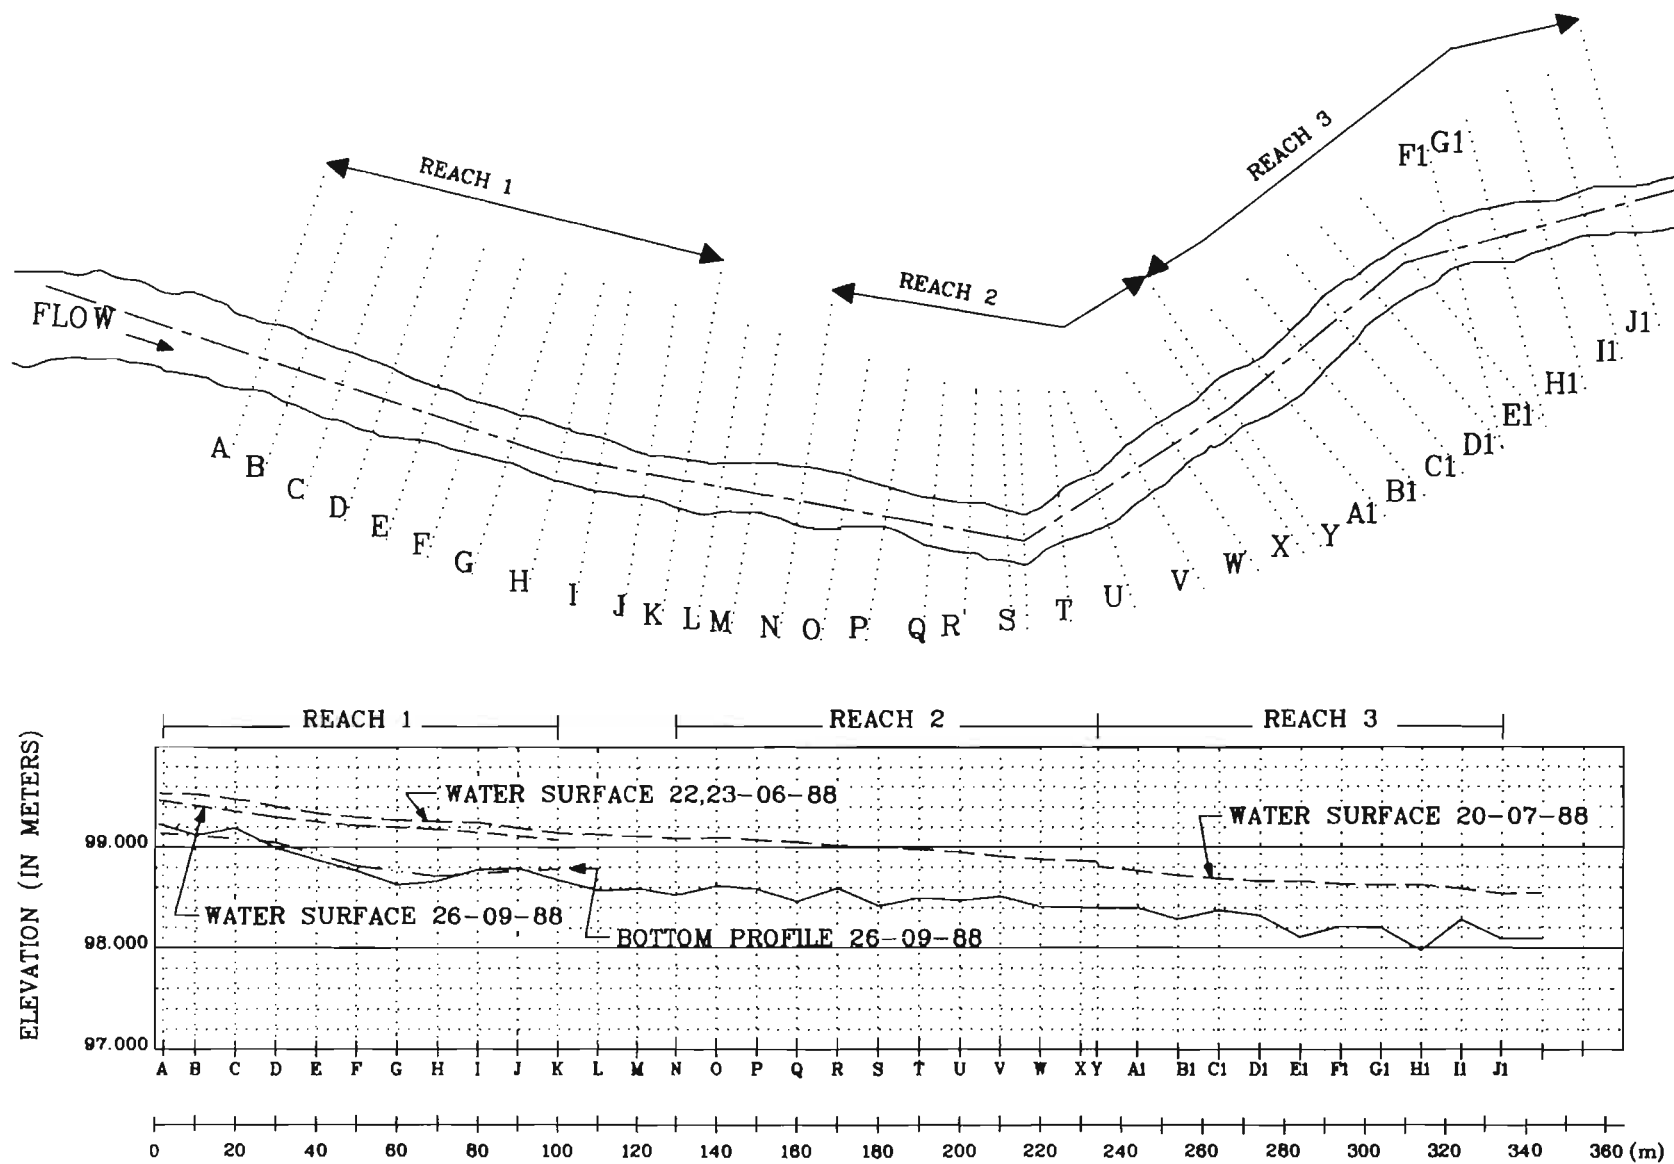 REACH 1
REACH 2
REACH 3
FLOW
A
B
C
D
E
F
G
H
I
J
K
L
M
N
O
P
Q
R
S
T
U
V
W
X
Y
A1
B1
C1
D1
E1
F1
G1
H1
I1
J1
REACH 1
REACH 2
REACH 3
ELEVATION (IN METERS)
99.000
98.000
97.000
WATER SURFACE 22,23-06-88
WATER SURFACE 20-07-88
WATER SURFACE 26-09-88
BOTTOM PROFILE 26-09-88
A B C D E F G H I J K L M N O P Q R S T U V W X Y A1 B1 C1 D1 E1 F1 G1 H1 I1 J1
0 20 40 60 80 100 120 140 160 180 200 220 240 260 280 300 320 340 360 (m)